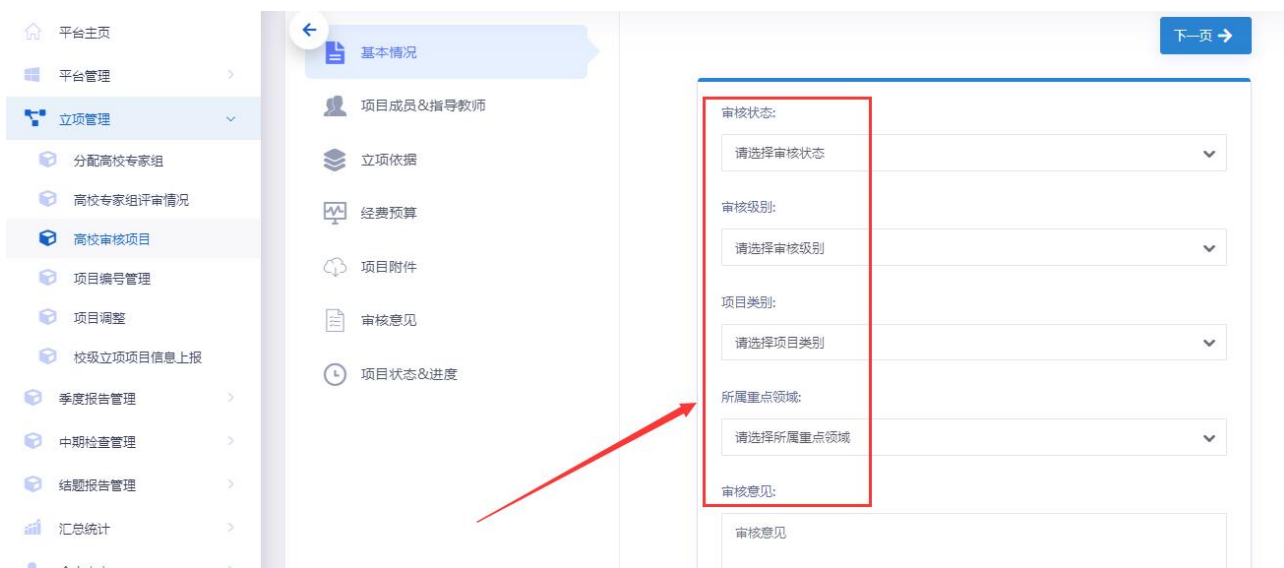 平台主页
平台管理
立项管理
分配高校专家组
高校专家组评审情况
高校审核项目
项目编号管理
项目调整
校级立项项目信息上报
季度报告管理
中期检查管理
结题报告管理
汇总统计
基本情况
项目成员&指导教师
立项依据
经费预算
项目附件
审核意见
项目状态&进度
下一页
审核状态:
请选择审核状态
审核级别:
请选择审核级别
项目类别:
请选择项目类别
所属重点领域:
请选择所属重点领域
审核意见:
审核意见